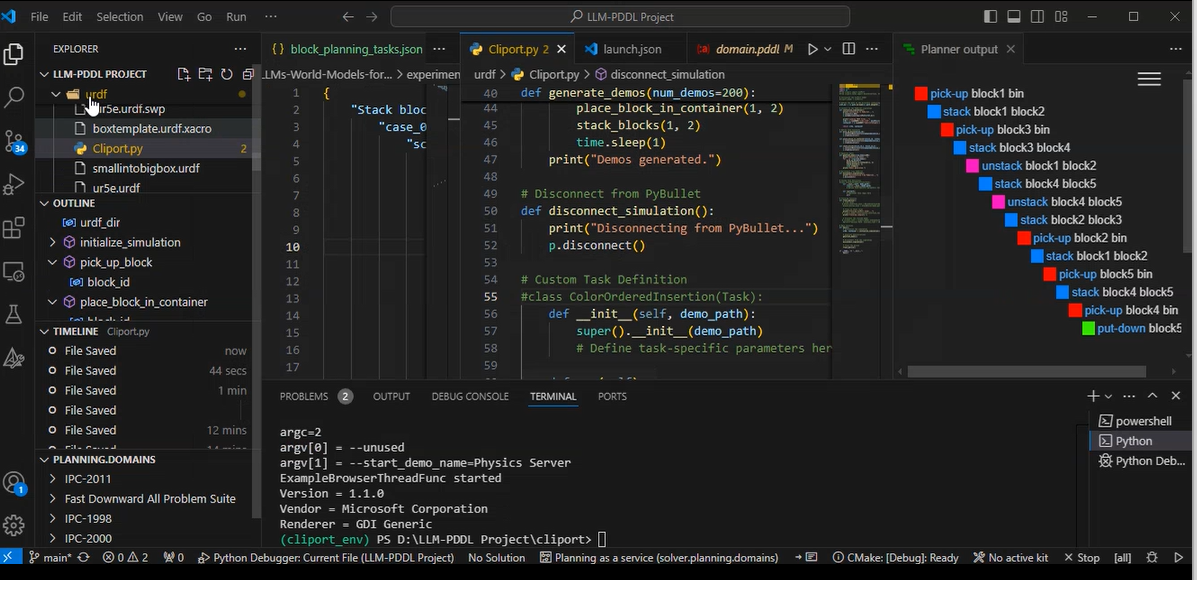 File Edit Selection View Go Run ··· LLM-PDDL Project
EXPLORER
LLM-PDDL PROJECT
urdf
ur5e.urdf.swp
boxtemplate.urdf.xacro
Cliport.py 2
smallintobigbox.urdf
ur5e.urdf
OUTLINE
urdf_dir
initialize_simulation
pick_up_block
block_id
place_block_in_container
TIMELINE Cliport.py
File Saved now
File Saved 44 secs
File Saved 1 min
File Saved
File Saved 12 mins
PLANNING.DOMAINS
IPC-2011
Fast Downward All Problem Suite
IPC-1998
IPC-2000
34
1
{ } block_planning_tasks.json
.LMs-World-Models-for... > experimen
1 {
2 "Stack bloc
3 "case_0
4 "sc
5
6
7
8
9
10
11
12
13
14
15
16
17
Cliport.py 2 launch.json domain.pddl M
urdf > Cliport.py > disconnect_simulation
40 def generate_demos(num_demos=200):
44 place_block_in_container(1, 2)
45 stack_blocks(1, 2)
46 time.sleep(1)
47 print("Demos generated.")
48
49 # Disconnect from PyBullet
50 def disconnect_simulation():
51 print("Disconnecting from PyBullet...")
52 p.disconnect()
53
54 # Custom Task Definition
55 #class ColorOrderedInsertion(Task):
56 def __init__(self, demo_path):
57 super().__init__(demo_path)
58 # Define task-specific parameters her
59
Planner output
pick-up block1 bin
stack block1 block2
pick-up block3 bin
stack block3 block4
unstack block1 block2
stack block4 block5
unstack block4 block5
stack block2 block3
pick-up block2 bin
stack block1 block2
pick-up block5 bin
stack block4 block5
pick-up block4 bin
put-down block5
PROBLEMS 2 OUTPUT DEBUG CONSOLE TERMINAL PORTS
argc=2
argv[0] = --unused
argv[1] = --start_demo_name=Physics Server
ExampleBrowserThreadFunc started
Version = 1.1.0
Vendor = Microsoft Corporation
Renderer = GDI Generic
(cliport_env) PS D:\LLM-PDDL Project\cliport>
powershell
Python
Python Deb...
main* 0 2 0 Python Debugger: Current File (LLM-PDDL Project) No Solution Planning as a service (solver.planning.domains) CMake: [Debug]: Ready No active kit Stop [all]